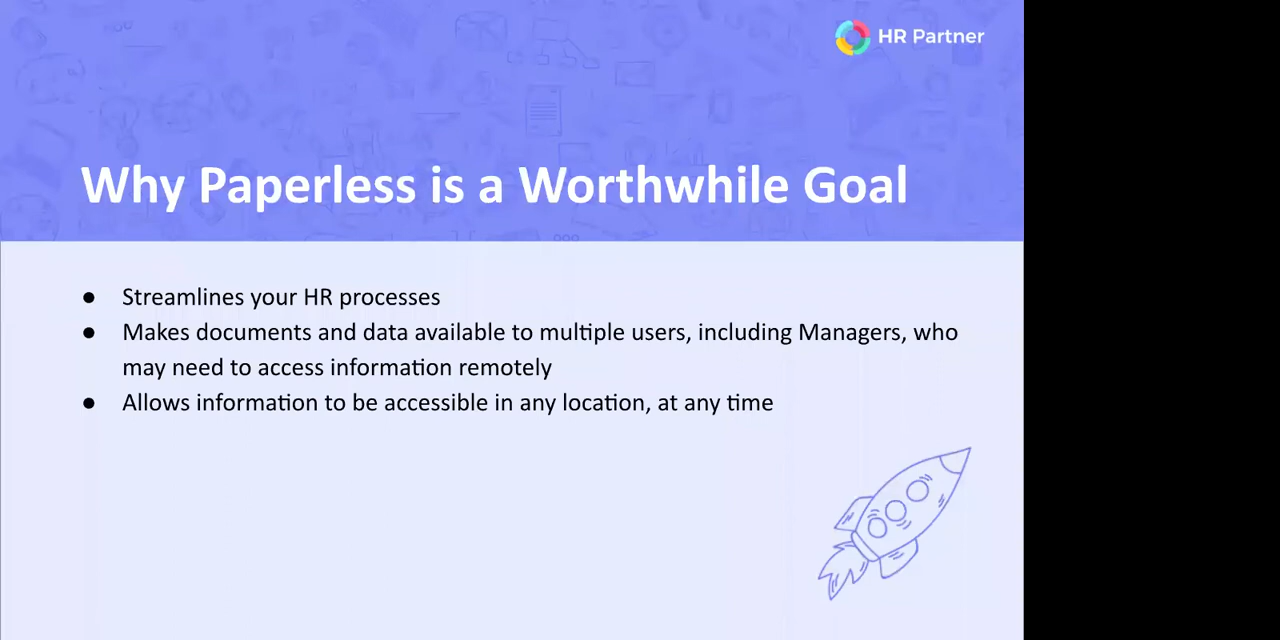 HR Partner
Why Paperless is a Worthwhile Goal
● Streamlines your HR processes
● Makes documents and data available to multiple users, including Managers, who
may need to access information remotely
● Allows information to be accessible in any location, at any time